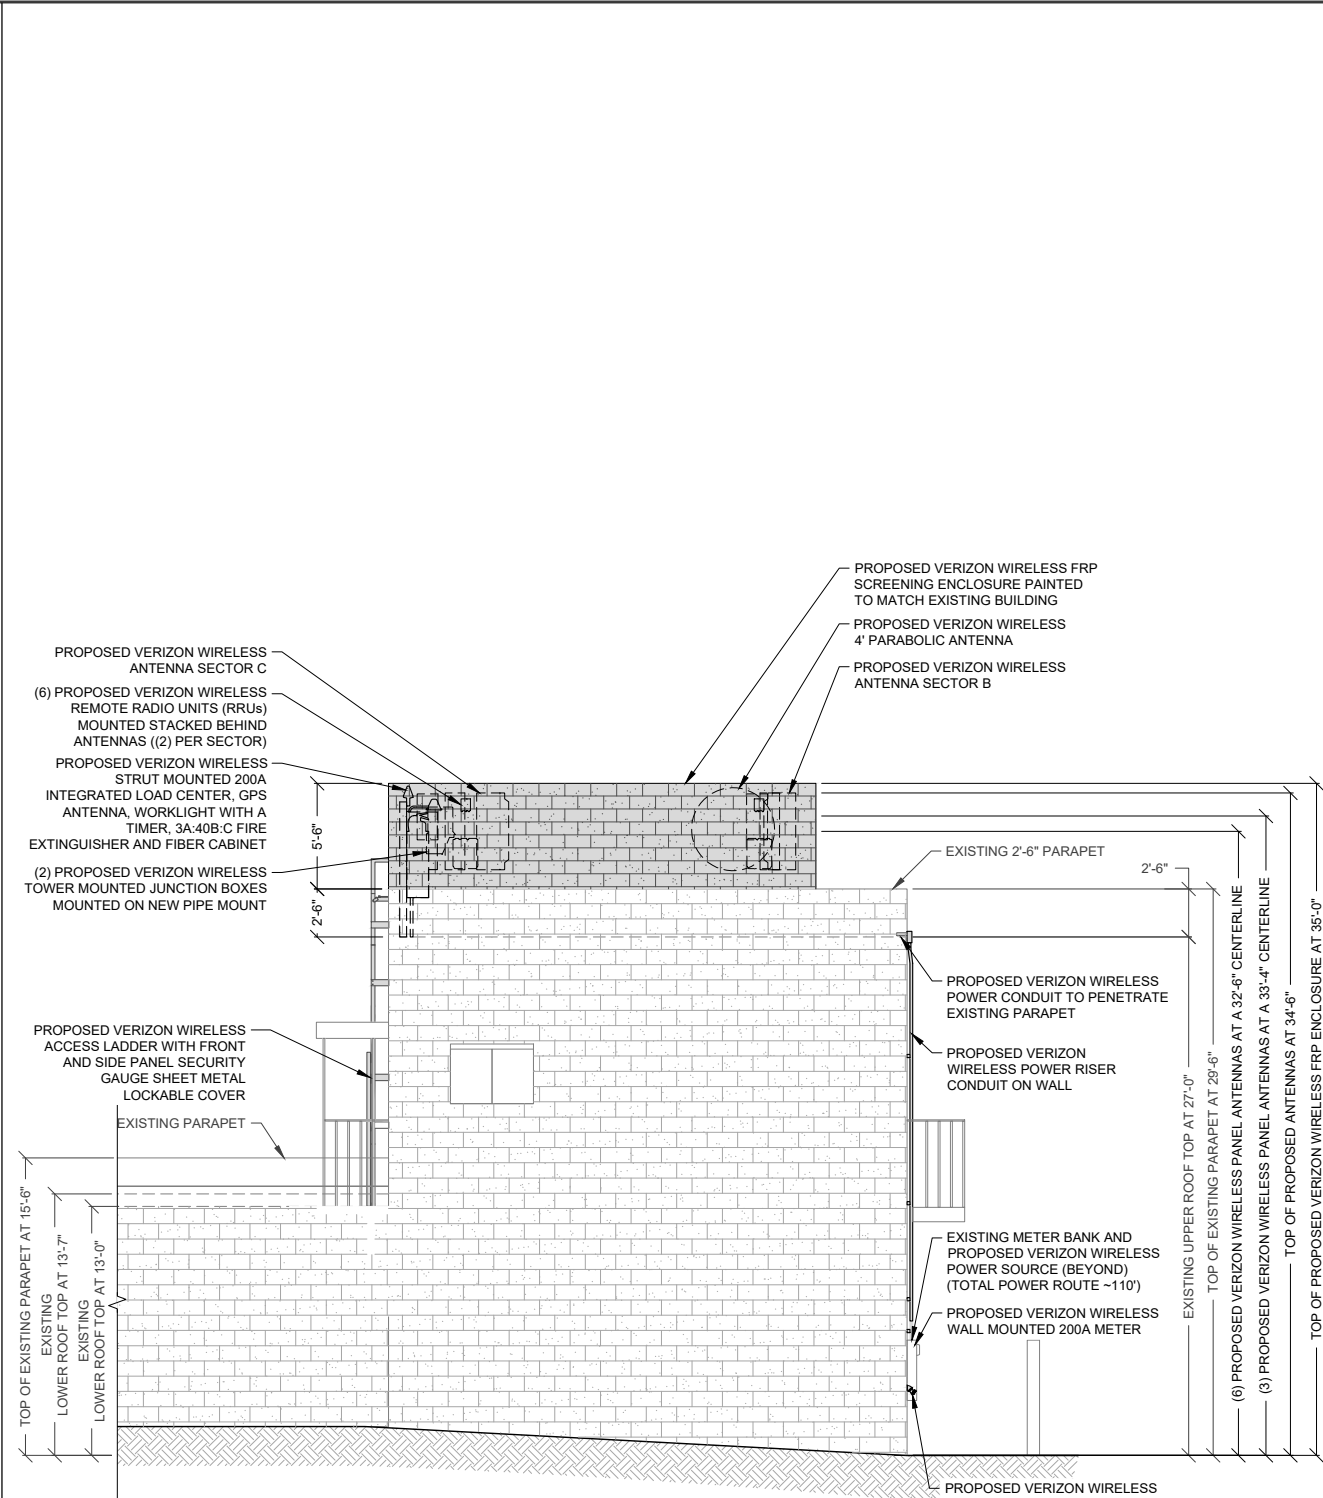 PROPOSED VERIZON WIRELESS FRP
SCREENING ENCLOSURE PAINTED
TO MATCH EXISTING BUILDING
PROPOSED VERIZON WIRELESS
4' PARABOLIC ANTENNA
PROPOSED VERIZON WIRELESS
ANTENNA SECTOR B
PROPOSED VERIZON WIRELESS
ANTENNA SECTOR C
(6) PROPOSED VERIZON WIRELESS
REMOTE RADIO UNITS (RRUs)
MOUNTED STACKED BEHIND
ANTENNAS ((2) PER SECTOR)
PROPOSED VERIZON WIRELESS
STRUT MOUNTED 200A
INTEGRATED LOAD CENTER, GPS
ANTENNA, WORKLIGHT WITH A
TIMER, 3A:40B:C FIRE
EXTINGUISHER AND FIBER CABINET
(2) PROPOSED VERIZON WIRELESS
TOWER MOUNTED JUNCTION BOXES
MOUNTED ON NEW PIPE MOUNT
5'-6"
2'-6"
EXISTING 2'-6" PARAPET
2'-6"
PROPOSED VERIZON WIRELESS
POWER CONDUIT TO PENETRATE
EXISTING PARAPET
PROPOSED VERIZON
WIRELESS POWER RISER
CONDUIT ON WALL
PROPOSED VERIZON WIRELESS
ACCESS LADDER WITH FRONT
AND SIDE PANEL SECURITY
GAUGE SHEET METAL
LOCKABLE COVER
EXISTING PARAPET
EXISTING METER BANK AND
PROPOSED VERIZON WIRELESS
POWER SOURCE (BEYOND)
(TOTAL POWER ROUTE ~110')
PROPOSED VERIZON WIRELESS
WALL MOUNTED 200A METER
PROPOSED VERIZON WIRELESS
TOP OF EXISTING PARAPET AT 15'-6"
EXISTING
LOWER ROOF TOP AT 13'-7"
EXISTING
LOWER ROOF TOP AT 13'-0"
EXISTING UPPER ROOF TOP AT 27'-0"
TOP OF EXISTING PARAPET AT 29'-6"
(6) PROPOSED VERIZON WIRELESS PANEL ANTENNAS AT A 32'-6" CENTERLINE
(3) PROPOSED VERIZON WIRELESS PANEL ANTENNAS AT A 33'-4" CENTERLINE
TOP OF PROPOSED ANTENNAS AT 34'-6"
TOP OF PROPOSED VERIZON WIRELESS FRP ENCLOSURE AT 35'-0"